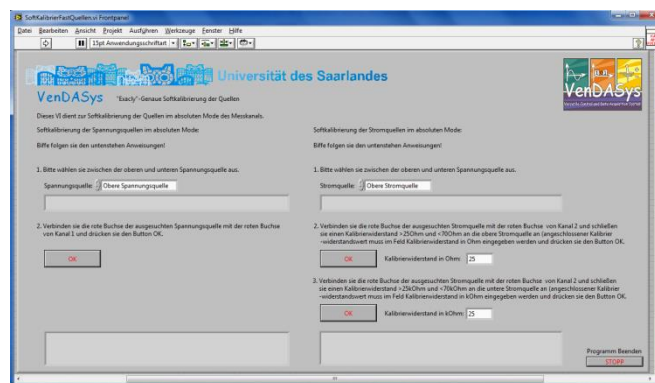 SoftKalibrierFastQuellen.vi Frontpanel
Datei Bearbeiten Ansicht Projekt Ausführen Werkzeuge Fenster Hilfe
15pt Anwendungsschriftart
Universität des Saarlandes
VenDASys
VenDASys "Exacly"-Genaue Softkalibrierung der Quellen
Dieses VI dient zur Softkalibrierung der Quellen im absoluten Mode des Messkanals.
Softkalibrierung der Spannungsquellen im absoluten Mode:
Biffe folgen sie den untenstehen Anweisungen!
1. Bitte wählen sie zwischen der oberen und unteren Spannungsquelle aus.
Spannungsquelle: Obere Spannungsquelle
2. Verbinden sie die rote Buchse der ausgesuchten Spannungsquelle mit der roten Buchse
von Kanal 1 und drücken sie den Button OK.
OK
Softkalibrierung der Stromquellen im absoluten Mode:
Biffe folgen sie den untenstehen Anweisungen!
1. Bitte wählen sie zwischen der oberen und unteren Spannungsquelle aus.
Stromquelle: Obere Stromquelle
2. Verbinden sie die rote Buchse der ausgesuchten Stromquelle mit der roten Buchse von Kanal 2 und schließen
sie einen Kalibrierwiderstand >25Ohm und <70Ohm an die obere Stromquelle an (angeschlossener Kalibrier
-widerstandswert muss im Feld Kalibrierwiderstand in Ohm eingegeben werden und drücken sie den Button OK.
OK Kalibrierwiderstand in Ohm: 25
3. Verbinden sie die rote Buchse der ausgesuchten Stromquelle mit der roten Buchse von Kanal 2 und schließen
sie einen Kalibrierwiderstand >25kOhm und <70kOhm an die untere Stromquelle an (angeschlossener Kalibrier
-widerstandswert muss im Feld Kalibrierwiderstand in kOhm eingegeben werden und drücken sie den Button OK.
OK Kalibrierwiderstand in kOhm: 25
Programm Beenden
STOPP